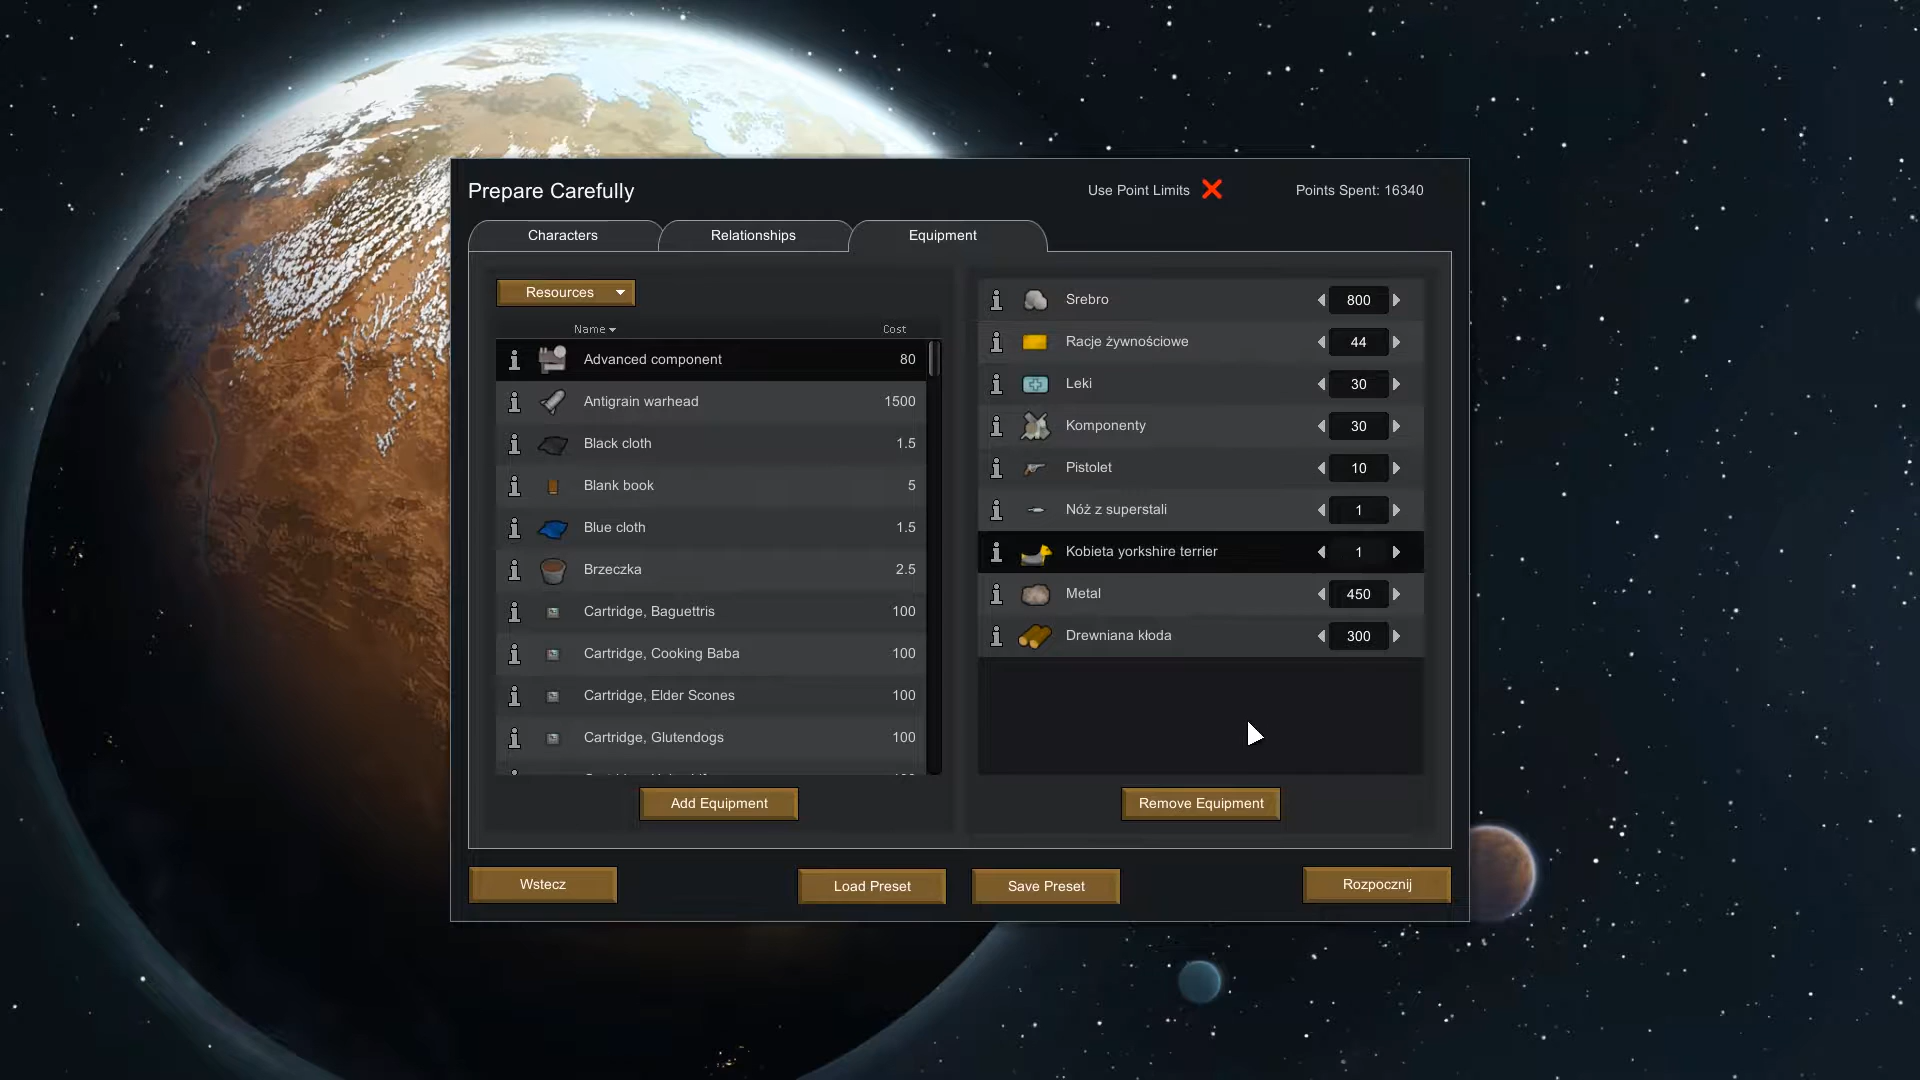 Prepare Carefully
Use Point Limits
Points Spent: 16340
Characters
Relationships
Equipment
Resources
Name
Cost
Advanced component 80
Antigrain warhead 1500
Black cloth 1.5
Blank book 5
Blue cloth 1.5
Brzeczka 2.5
Cartridge, Baguettris 100
Cartridge, Cooking Baba 100
Cartridge, Elder Scones 100
Cartridge, Glutendogs 100
Add Equipment
Srebro 800
Racje żywnościowe 44
Leki 30
Komponenty 30
Pistolet 10
Nóż z superstali 1
Kobieta yorkshire terrier 1
Metal 450
Drewniana kłoda 300
Remove Equipment
Wstecz
Load Preset
Save Preset
Rozpocznij